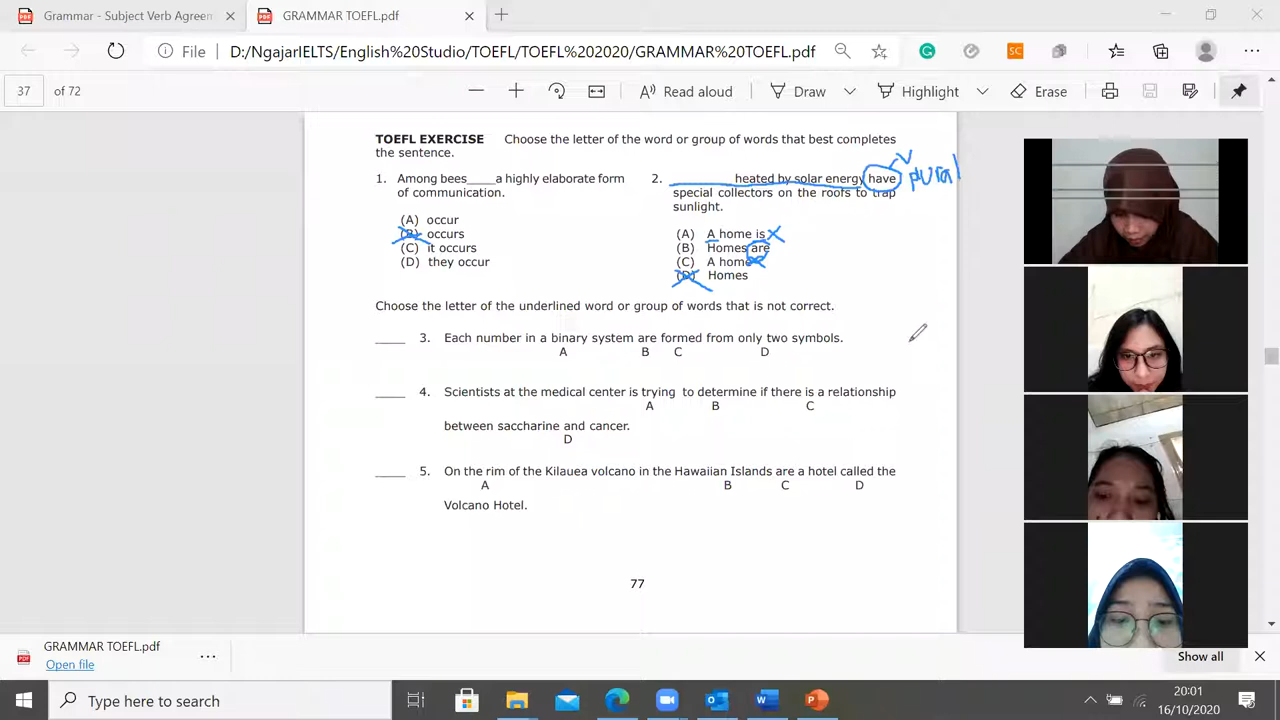 Grammar - Subject Verb Agreem
GRAMMAR TOEFL.pdf
File
D:/NgajarIELTS/English%20Studio/TOEFL/TOEFL%202020/GRAMMAR%20TOEFL.pdf
SC
37 of 72
Read aloud
Draw
Highlight
Erase
TOEFL EXERCISE Choose the letter of the word or group of words that best completes
the sentence.
1. Among bees____a highly elaborate form
of communication.
(A) occur
(B) occurs
(C) it occurs
(D) they occur
2. _______ heated by solar energy have
special collectors on the roofs to trap
sunlight.
V
plural
(A) A home is
(B) Homes are
(C) A home
(D) Homes
Choose the letter of the underlined word or group of words that is not correct.
_____ 3. Each number in a binary system are formed from only two symbols.
A B C D
_____ 4. Scientists at the medical center is trying to determine if there is a relationship
A B C
between saccharine and cancer.
D
_____ 5. On the rim of the Kilauea volcano in the Hawaiian Islands are a hotel called the
A B C D
Volcano Hotel.
77
GRAMMAR TOEFL.pdf
Open file
Show all
Type here to search
20:01
16/10/2020